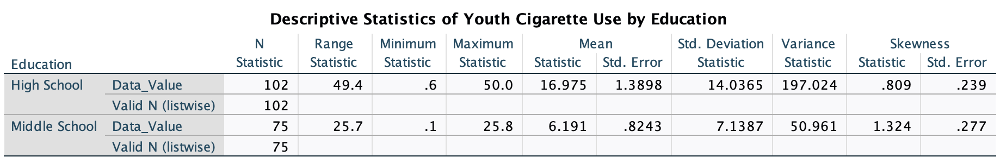 Descriptive Statistics of Youth Cigarette Use by Education
N Range Minimum Maximum Mean Std. Deviation Variance Skewness
Education Statistic Statistic Statistic Statistic Statistic Std. Error Statistic Statistic Statistic Std. Error
High School Data_Value 102 49.4 .6 50.0 16.975 1.3898 14.0365 197.024 .809 .239
Valid N (listwise) 102
Middle School Data_Value 75 25.7 .1 25.8 6.191 .8243 7.1387 50.961 1.324 .277
Valid N (listwise) 75